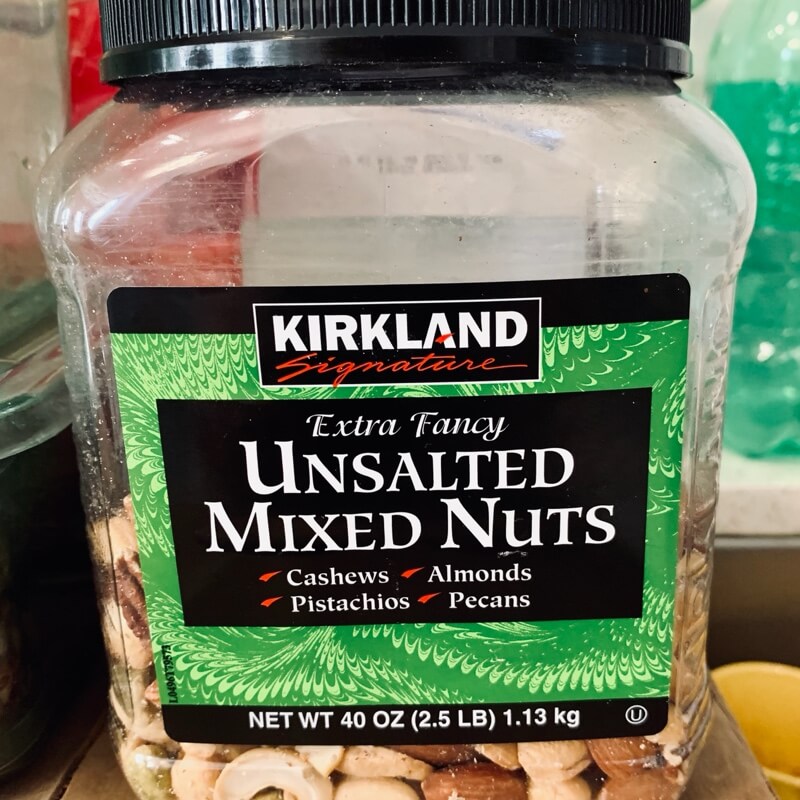 KIRKLAND
Signature
Extra Fancy
UNSALTED
MIXED NUTS
Cashews Almonds
Pistachios Pecans
NET WT 40 OZ (2.5 LB) 1.13 kg U